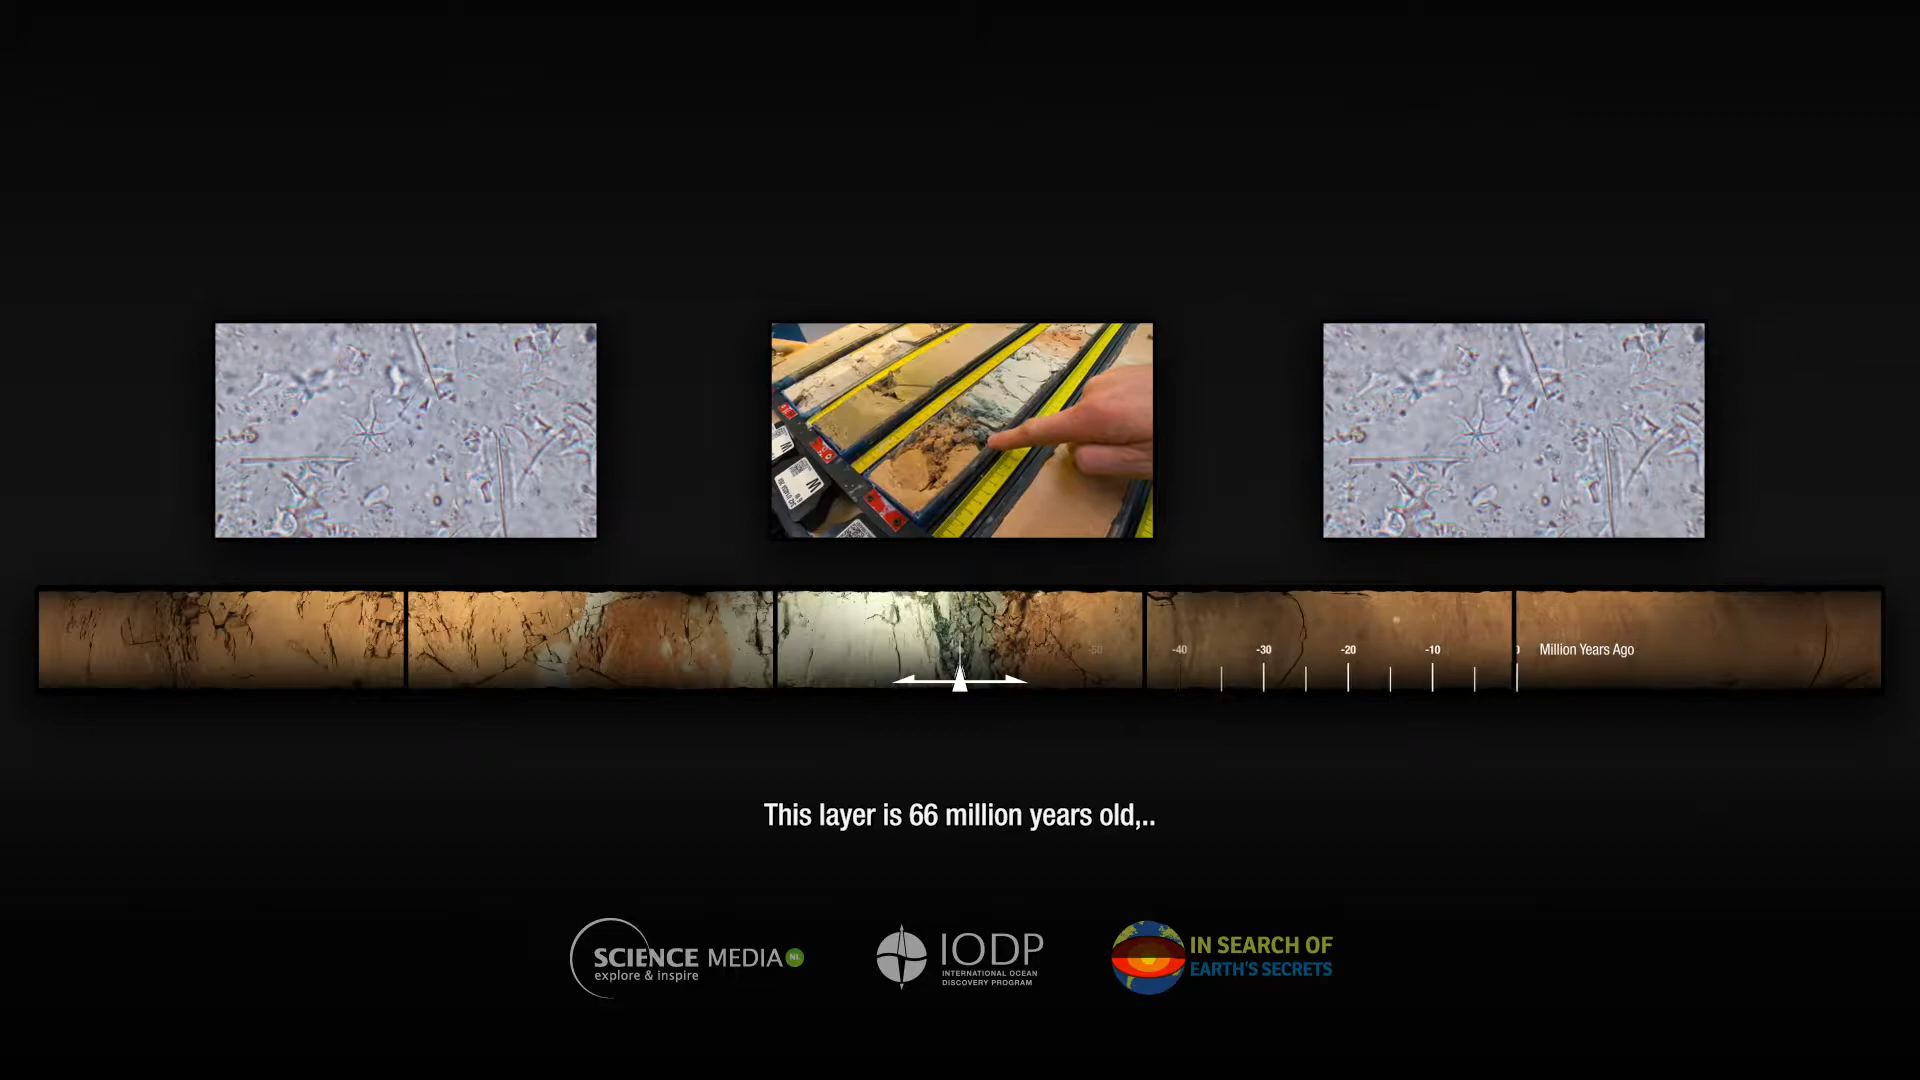 -50
-40
-30
-20
-10
0
Million Years Ago
This layer is 66 million years old,..
SCIENCE MEDIA NL
explore & inspire
IODP
INTERNATIONAL OCEAN
DISCOVERY PROGRAM
IN SEARCH OF
EARTH'S SECRETS